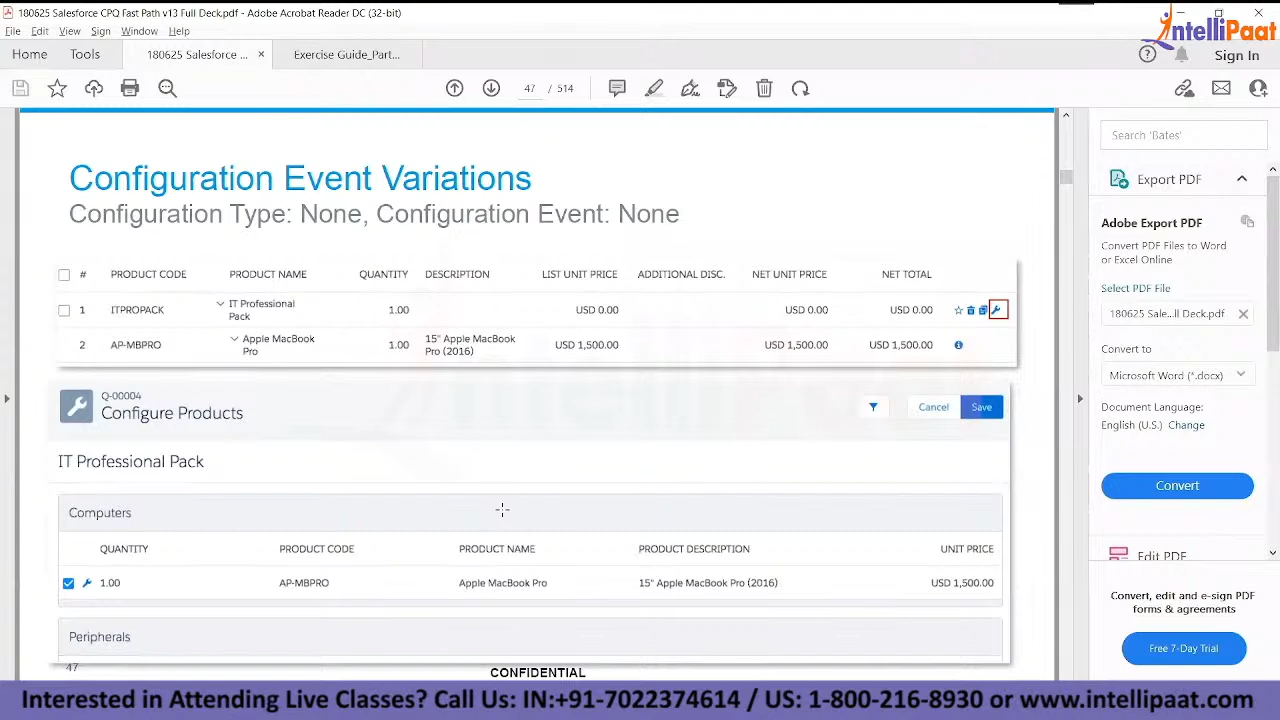 180625 Salesforce CPQ Fast Path v13 Full Deck.pdf - Adobe Acrobat Reader DC (32-bit)
File Edit View Sign Window Help
IntelliPaat
Home Tools 180625 Salesforce ... × Exercise_Guide_Part... Sign In
47 / 514
Search 'Bates'
Configuration Event Variations
Configuration Type: None, Configuration Event: None
# PRODUCT CODE PRODUCT NAME QUANTITY DESCRIPTION LIST UNIT PRICE ADDITIONAL DISC. NET UNIT PRICE NET TOTAL
1 ITPROPACK IT Professional Pack 1.00 USD 0.00 USD 0.00 USD 0.00
2 AP-MBPRO Apple MacBook Pro 1.00 15" Apple MacBook Pro (2016) USD 1,500.00 USD 1,500.00 USD 1,500.00
Q-00004
Configure Products
Cancel Save
IT Professional Pack
Computers
QUANTITY PRODUCT CODE PRODUCT NAME PRODUCT DESCRIPTION UNIT PRICE
1.00 AP-MBPRO Apple MacBook Pro 15" Apple MacBook Pro (2016) USD 1,500.00
Peripherals
47
CONFIDENTIAL
Export PDF
Adobe Export PDF
Convert PDF Files to Word
or Excel Online
Select PDF File
180625 Sale...ll Deck.pdf
Convert to
Microsoft Word (*.docx)
Document Language:
English (U.S.) Change
Convert
Edit PDF
Convert, edit and e-sign PDF
forms & agreements
Free 7-Day Trial
Interested in Attending Live Classes? Call Us: IN:+91-7022374614 / US: 1-800-216-8930 or www.intellipaat.com